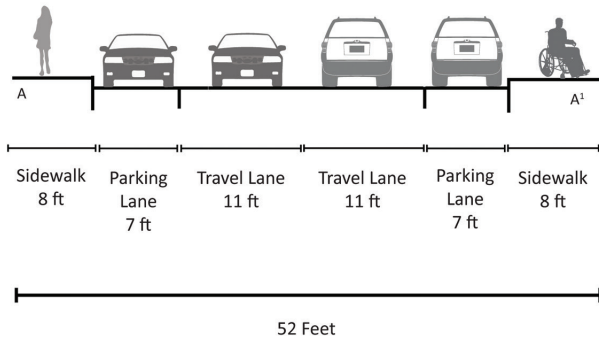 A
A¹
Sidewalk
8 ft
Parking
Lane
7 ft
Travel Lane
11 ft
Travel Lane
11 ft
Parking
Lane
7 ft
Sidewalk
8 ft
52 Feet